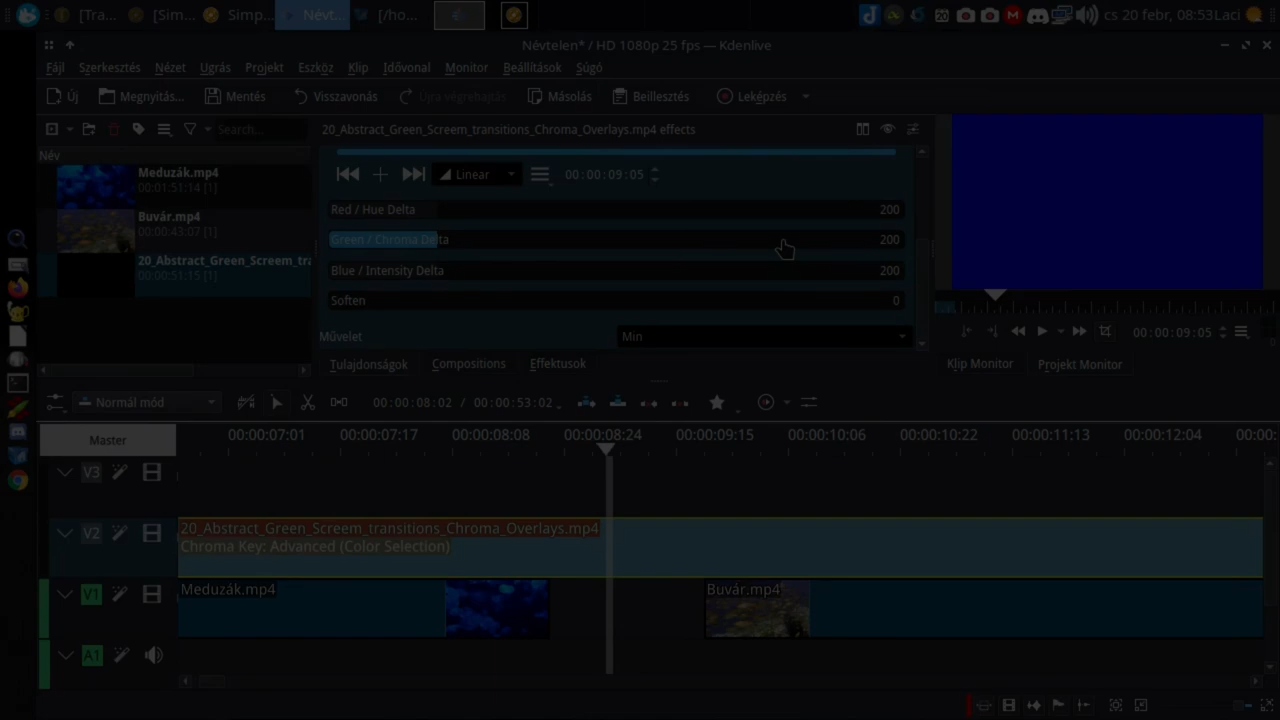 [Tra...
[Sim...
Simp...
Névt...
[/ho...
20
cs 20 febr, 08:53
Laci
Névtelen* / HD 1080p 25 fps — Kdenlive
Fájl Szerkesztés Nézet Ugrás Projekt Eszköz Klip Idővonal Monitor Beállítások Súgó
Új Megnyitás... Mentés Visszavonás Újra végrehajtás Másolás Beillesztés Leképzés
Search...
20_Abstract_Green_Screem_transitions_Chroma_Overlays.mp4 effects
Név
Meduzák.mp4
00:01:51:14 [1]
Buvár.mp4
00:00:43:07 [1]
20_Abstract_Green_Screem_tra
00:00:51:15 [1]
Linear
00:00:09:05
Red / Hue Delta 200
Green / Chroma Delta 200
Blue / Intensity Delta 200
Soften 0
Művelet Min
Tulajdonságok Compositions Effektusok
00:00:09:05
Klip Monitor Projekt Monitor
Normál mód
00:00:08:02 / 00:00:53:02
Master
00:00:07:01 00:00:07:17 00:00:08:08 00:00:08:24 00:00:09:15 00:00:10:06 00:00:10:22 00:00:11:13 00:00:12:04 00:00:
V3
V2
20_Abstract_Green_Screem_transitions_Chroma_Overlays.mp4
Chroma Key: Advanced (Color Selection)
V1
Meduzák.mp4
Buvár.mp4
A1